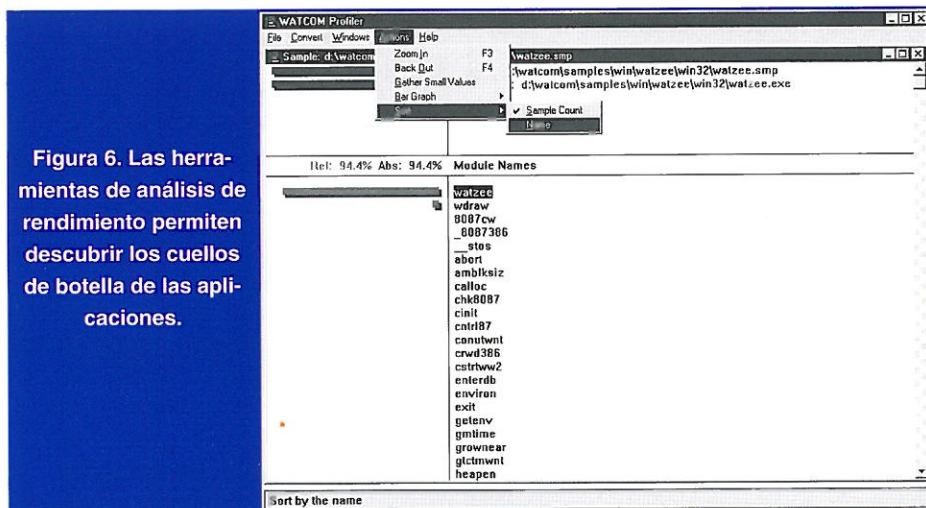 Figura 6. Las herra-
mientas de análisis de
rendimiento permiten
descubrir los cuellos
de botella de las apli-
caciones.
WATCOM Profiler
File Convert Windows Actions Help
Sample: d:\watcom
\watzee.smp
Zoom In F3
Back Out F4
Gather Small Values
Bar Graph
Sort
Sample Count
Name
:\watcom\samples\win\watzee\win32\watzee.smp
: d:\watcom\samples\win\watzee\win32\watzee.exe
Rel: 94.4% Abs: 94.4% Module Names
watzee
wdraw
8087cw
_8087386
__stos
abort
amblksiz
calloc
chk8087
cinit
cntrl87
conutwnt
crwd386
cstrtww2
enterdb
environ
exit
getenv
gmtime
grownear
gtctmwnt
heapen
Sort by the name